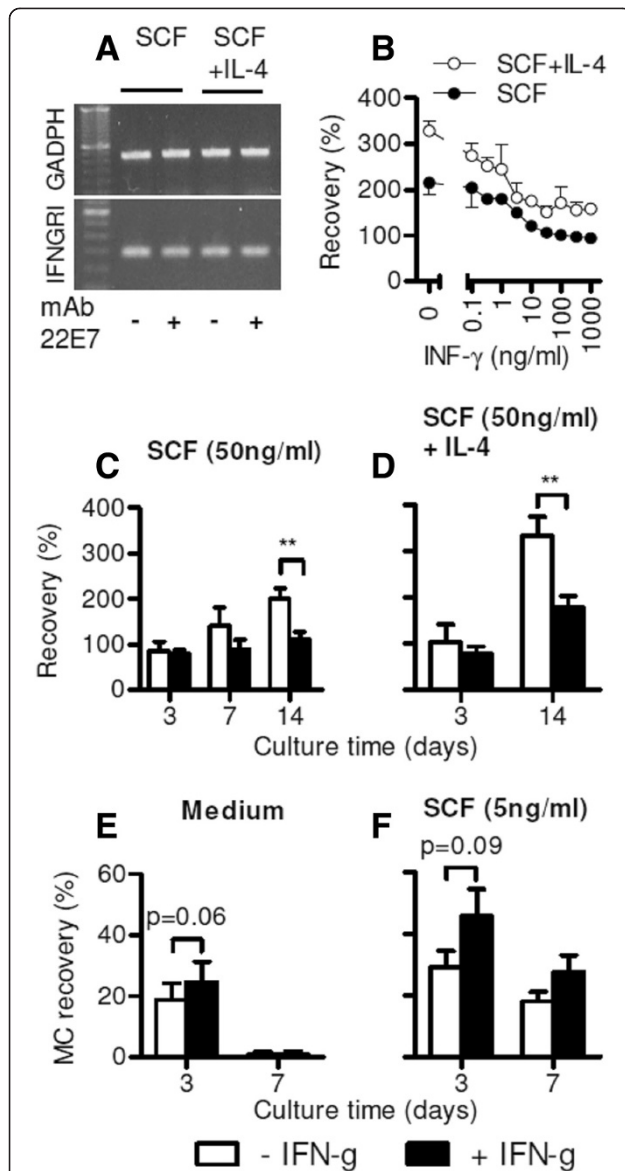 A
SCF
SCF
+IL-4
GADPH
IFNGRI
mAb
22E7
- + - +
B
SCF+IL-4
SCF
400
300
200
100
0
Recovery (%)
0 0.1 1 10 100 1000
INF-γ (ng/ml)
C
SCF (50ng/ml)
400
300
200
100
0
Recovery (%)
**
3 7 14
D
SCF (50ng/ml)
+ IL-4
**
3 14
Culture time (days)
E
Medium
60
40
20
0
MC recovery (%)
p=0.06
3 7
F
SCF (5ng/ml)
p=0.09
3 7
Culture time (days)
- IFN-g + IFN-g